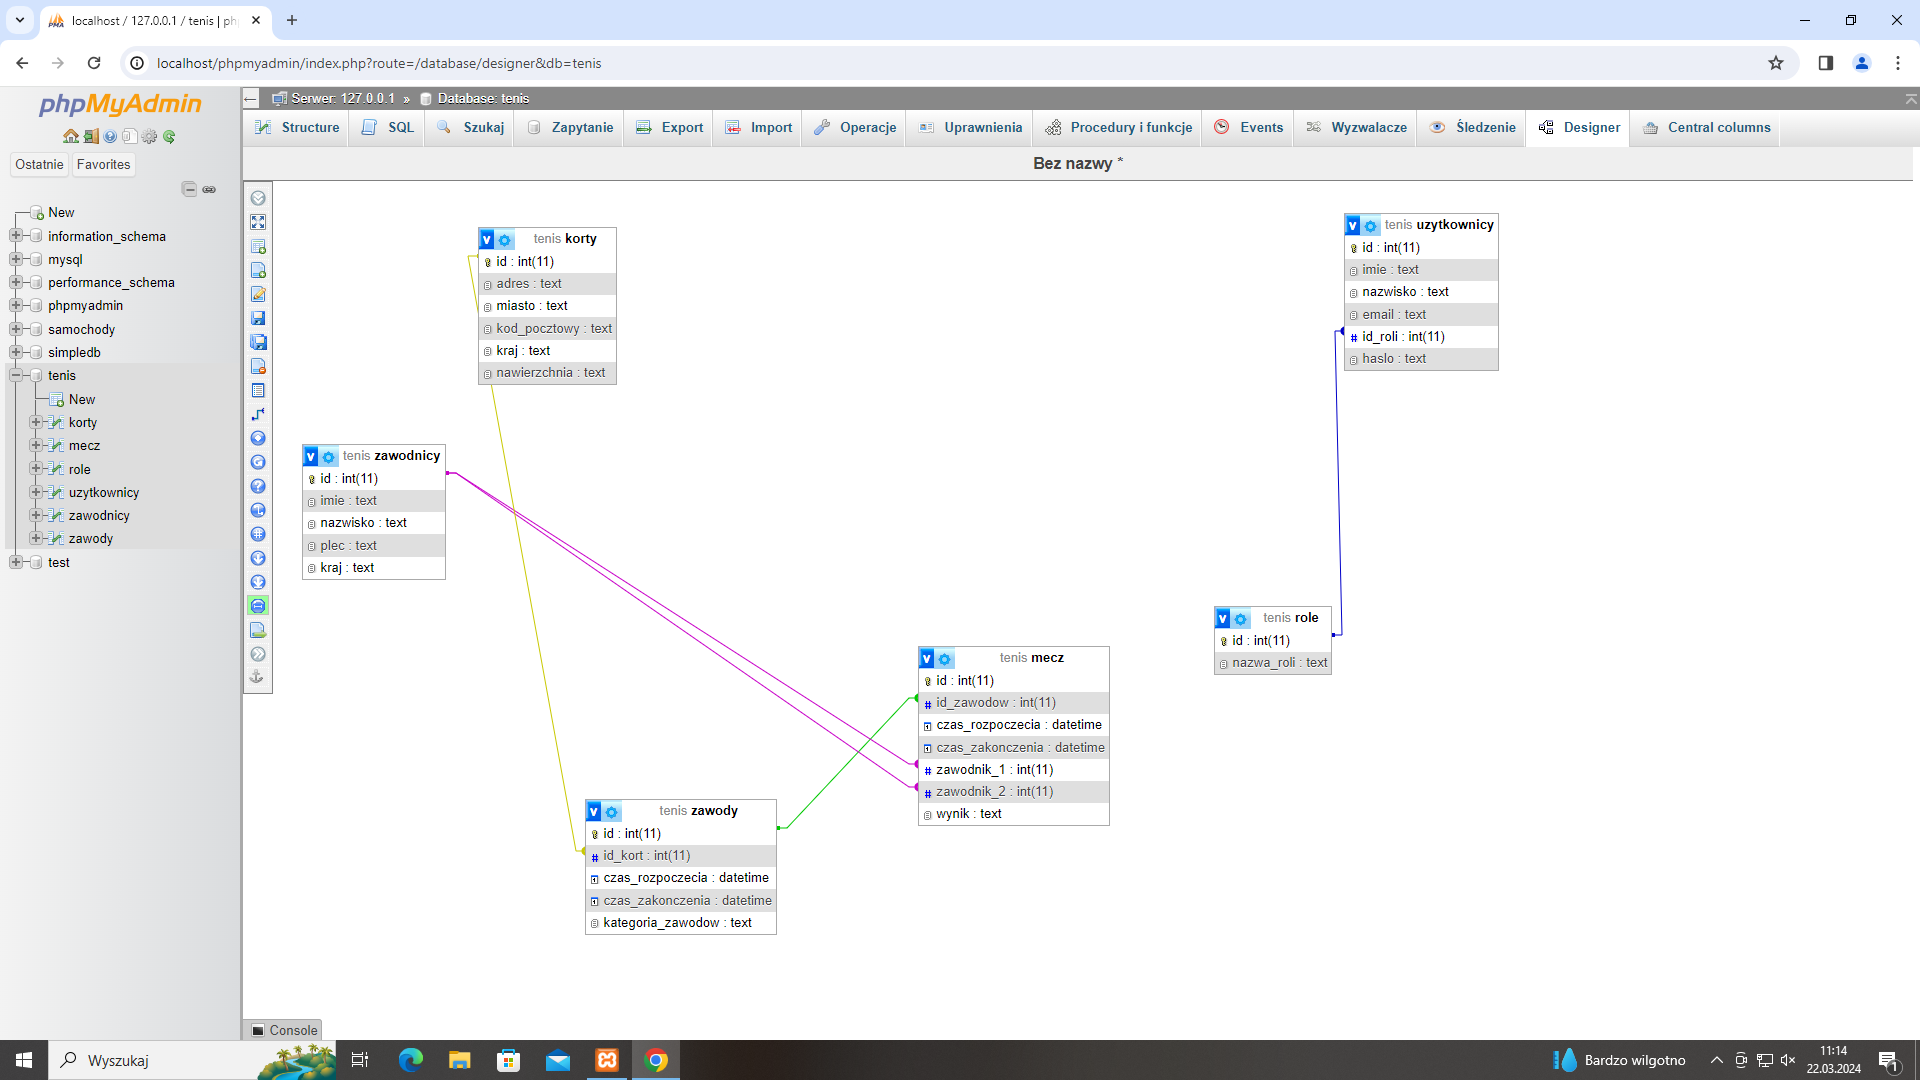 localhost / 127.0.0.1 / tenis | ph
localhost/phpmyadmin/index.php?route=/database/designer&db=tenis
phpMyAdmin
Ostatnie
Favorites
New
information_schema
mysql
performance_schema
phpmyadmin
samochody
simpledb
tenis
New
korty
mecz
role
uzytkownicy
zawodnicy
zawody
test
Serwer: 127.0.0.1 » Database: tenis
Structure
SQL
Szukaj
Zapytanie
Export
Import
Operacje
Uprawnienia
Procedury i funkcje
Events
Wyzwalacze
Śledzenie
Designer
Central columns
Bez nazwy *
tenis korty
id : int(11)
adres : text
miasto : text
kod_pocztowy : text
kraj : text
nawierzchnia : text
tenis uzytkownicy
id : int(11)
imie : text
nazwisko : text
email : text
id_roli : int(11)
haslo : text
tenis zawodnicy
id : int(11)
imie : text
nazwisko : text
plec : text
kraj : text
tenis role
id : int(11)
nazwa_roli : text
tenis mecz
id : int(11)
id_zawodow : int(11)
czas_rozpoczecia : datetime
czas_zakonczenia : datetime
zawodnik_1 : int(11)
zawodnik_2 : int(11)
wynik : text
tenis zawody
id : int(11)
id_kort : int(11)
czas_rozpoczecia : datetime
czas_zakonczenia : datetime
kategoria_zawodow : text
Console
Wyszukaj
Bardzo wilgotno
11:14
22.03.2024
1